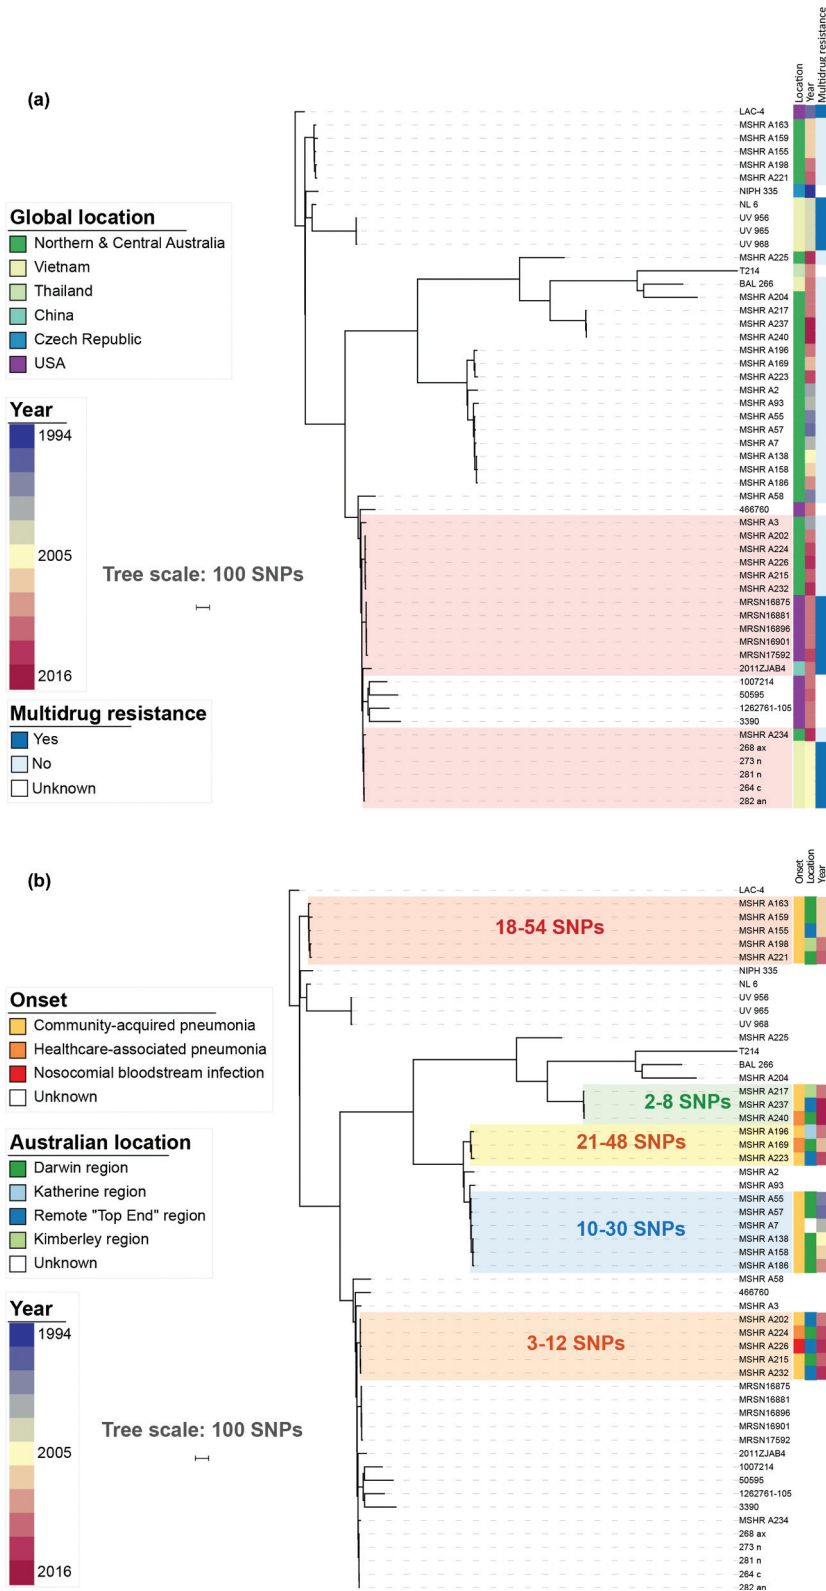 (a)
Location
Year
Multidrug resistance
Global location
Northern & Central Australia
Vietnam
Thailand
China
Czech Republic
USA
Year
1994
2005
2016
Multidrug resistance
Yes
No
Unknown
Tree scale: 100 SNPs
LAC-4
MSHR A163
MSHR A159
MSHR A155
MSHR A198
MSHR A221
NIPH 335
NL 6
UV 956
UV 965
UV 968
MSHR A225
T214
BAL 266
MSHR A204
MSHR A217
MSHR A237
MSHR A240
MSHR A196
MSHR A169
MSHR A223
MSHR A2
MSHR A93
MSHR A55
MSHR A57
MSHR A7
MSHR A138
MSHR A158
MSHR A186
MSHR A58
466760
MSHR A3
MSHR A202
MSHR A224
MSHR A226
MSHR A215
MSHR A232
MRSN16875
MRSN16881
MRSN16896
MRSN16901
MRSN17592
2011ZJAB4
1007214
50595
1262761-105
3390
MSHR A234
268 ax
273 n
281 n
264 c
282 an
(b)
Onset
Location
Year
Onset
Community-acquired pneumonia
Healthcare-associated pneumonia
Nosocomial bloodstream infection
Unknown
Australian location
Darwin region
Katherine region
Remote "Top End" region
Kimberley region
Unknown
Year
1994
2005
2016
Tree scale: 100 SNPs
18-54 SNPs
2-8 SNPs
21-48 SNPs
10-30 SNPs
3-12 SNPs
LAC-4
MSHR A163
MSHR A159
MSHR A155
MSHR A198
MSHR A221
NIPH 335
NL 6
UV 956
UV 965
UV 968
MSHR A225
T214
BAL 266
MSHR A204
MSHR A217
MSHR A237
MSHR A240
MSHR A196
MSHR A169
MSHR A223
MSHR A2
MSHR A93
MSHR A55
MSHR A57
MSHR A7
MSHR A138
MSHR A158
MSHR A186
MSHR A58
466760
MSHR A3
MSHR A202
MSHR A224
MSHR A226
MSHR A215
MSHR A232
MRSN16875
MRSN16881
MRSN16896
MRSN16901
MRSN17592
2011ZJAB4
1007214
50595
1262761-105
3390
MSHR A234
268 ax
273 n
281 n
264 c
282 an